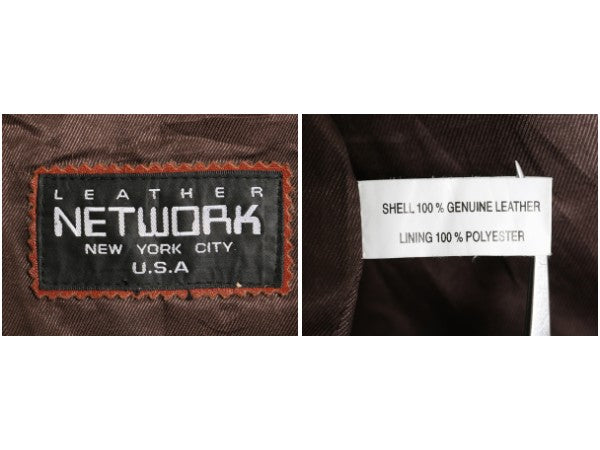 LEATHER
NETWORK
NEW YORK CITY
U.S.A
SHELL 100 % GENUINE LEATHER
LINING 100 % POLYESTER